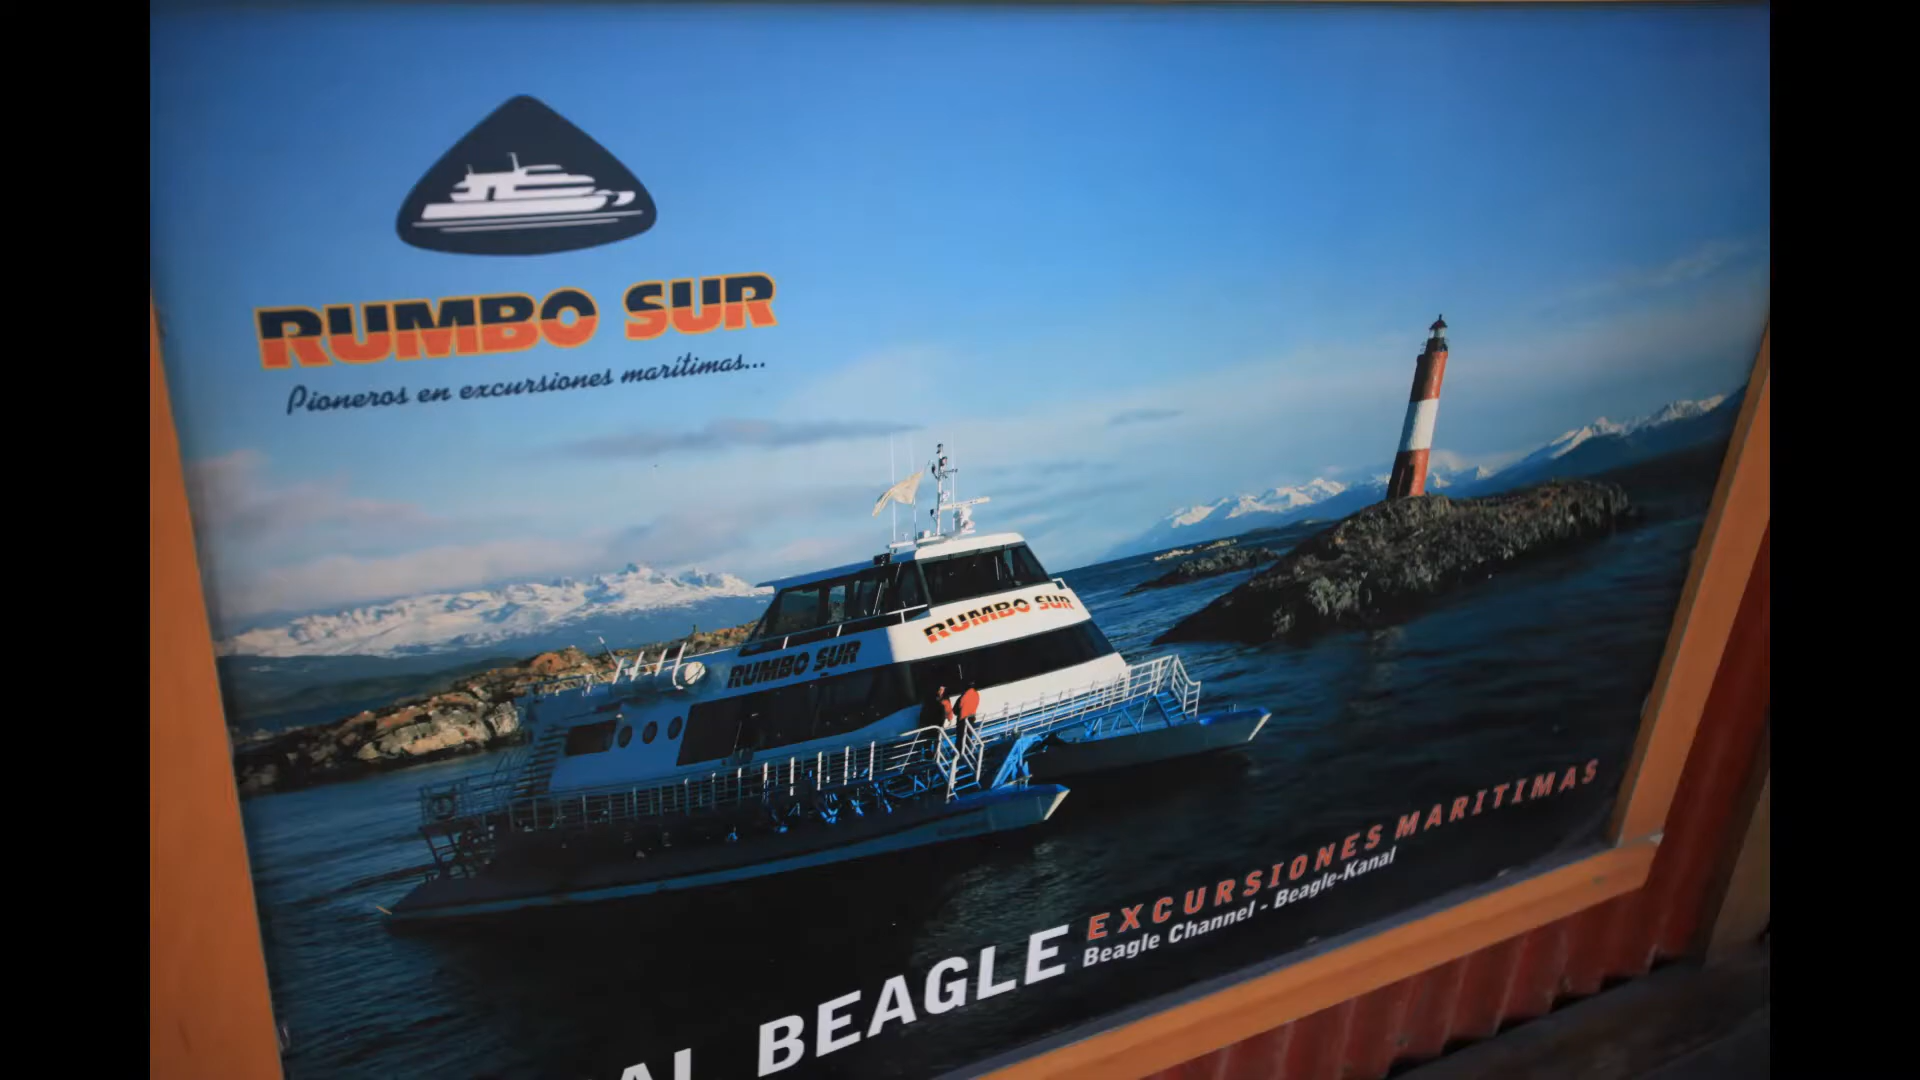 RUMBO SUR
Pioneros en excursiones marítimas...
RUMBO SUR
RUMBO SUR
EXCURSIONES MARITIMAS
Beagle Channel - Beagle-Kanal
BEAGLE